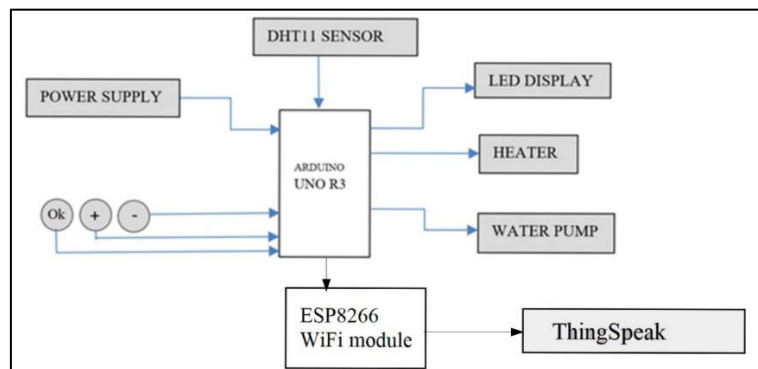 DHT11 SENSOR
LED DISPLAY
POWER SUPPLY
ARDUINO
UNO R3
HEATER
Ok
+
-
WATER PUMP
ESP8266
WiFi module
ThingSpeak